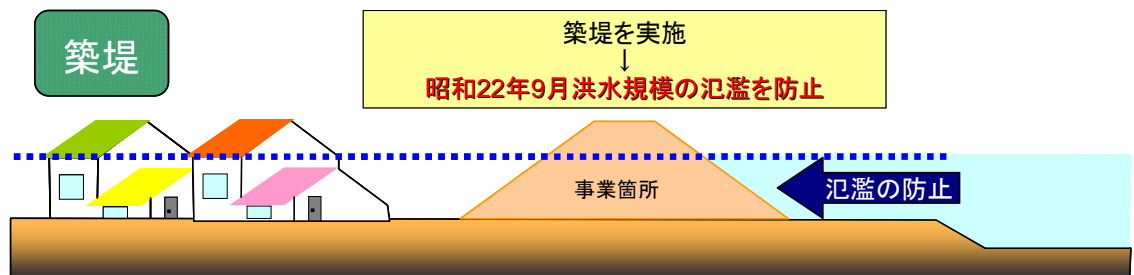 築堤
築堤を実施
↓
昭和22年9月洪水規模の氾濫を防止
事業箇所
氾濫の防止